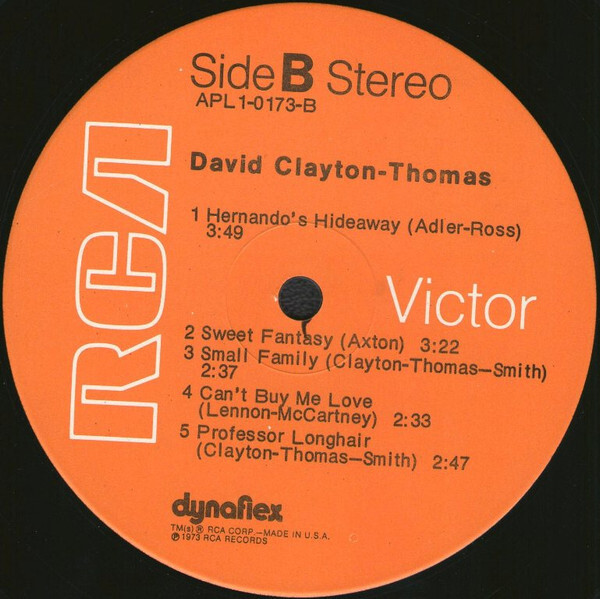 Side B Stereo
APL1-0173-B
David Clayton-Thomas
1 Hernando's Hideaway (Adler-Ross)
3:49
RCA
Victor
2 Sweet Fantasy (Axton) 3:22
3 Small Family (Clayton-Thomas—Smith)
2:37
4 Can't Buy Me Love
(Lennon-McCartney) 2:33
5 Professor Longhair
(Clayton-Thomas—Smith) 2:47
dynaflex
TM(s) ® RCA CORP.—MADE IN U.S.A.
℗ 1973 RCA RECORDS